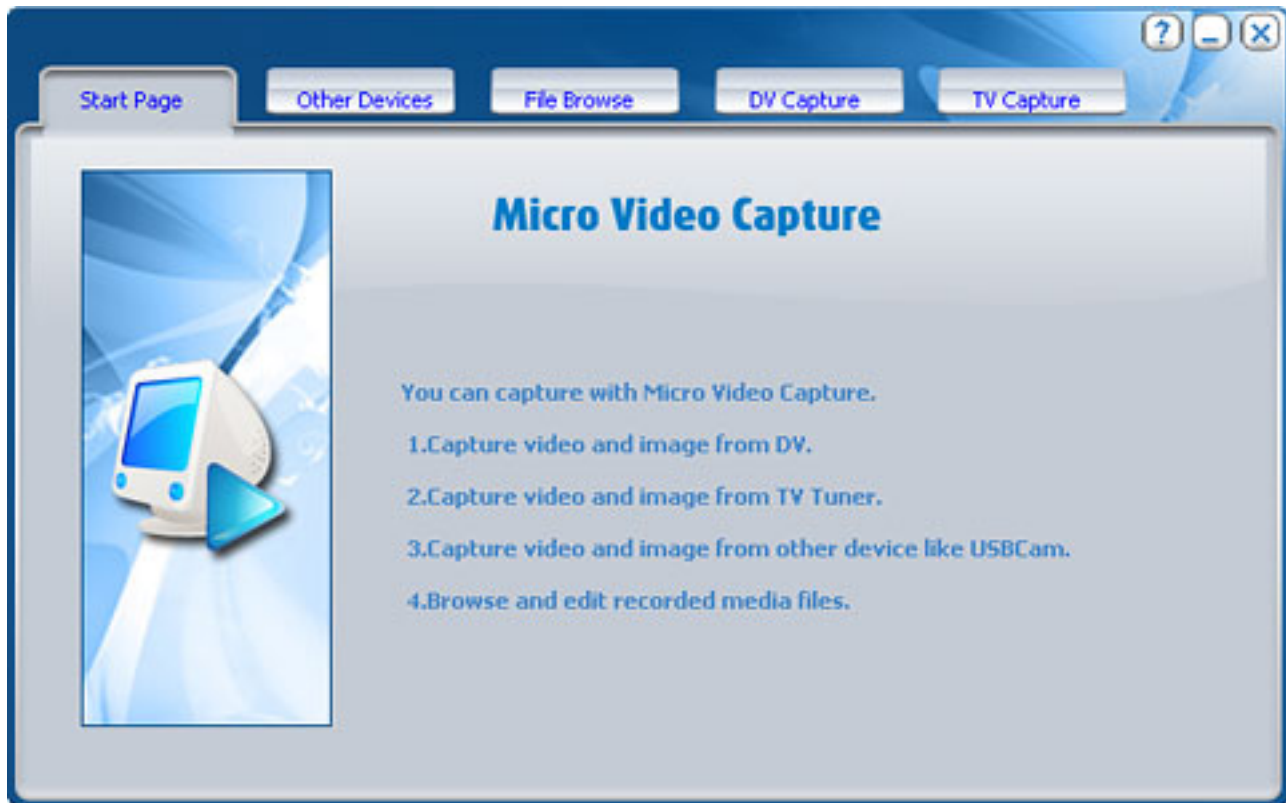 ?
Start Page
Other Devices
File Browse
DV Capture
TV Capture
Micro Video Capture
You can capture with Micro Video Capture.
1.Capture video and image from DV.
2.Capture video and image from TV Tuner.
3.Capture video and image from other device like USBCam.
4.Browse and edit recorded media files.